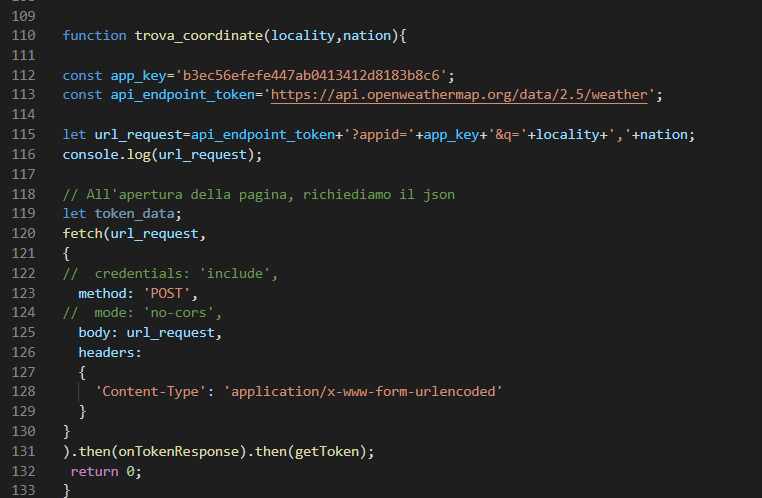 109
110 function trova_coordinate(locality,nation){
111
112 const app_key='b3ec56efefe447ab0413412d8183b8c6';
113 const api_endpoint_token='https://api.openweathermap.org/data/2.5/weather';
114
115 let url_request=api_endpoint_token+'?appid='+app_key+'&q='+locality+','+nation;
116 console.log(url_request);
117
118 // All'apertura della pagina, richiediamo il json
119 let token_data;
120 fetch(url_request,
121 {
122 //  credentials: 'include',
123   method: 'POST',
124 //  mode: 'no-cors',
125   body: url_request,
126   headers:
127   {
128     'Content-Type': 'application/x-www-form-urlencoded'
129   }
130 }
131 ).then(onTokenResponse).then(getToken);
132  return 0;
133 }